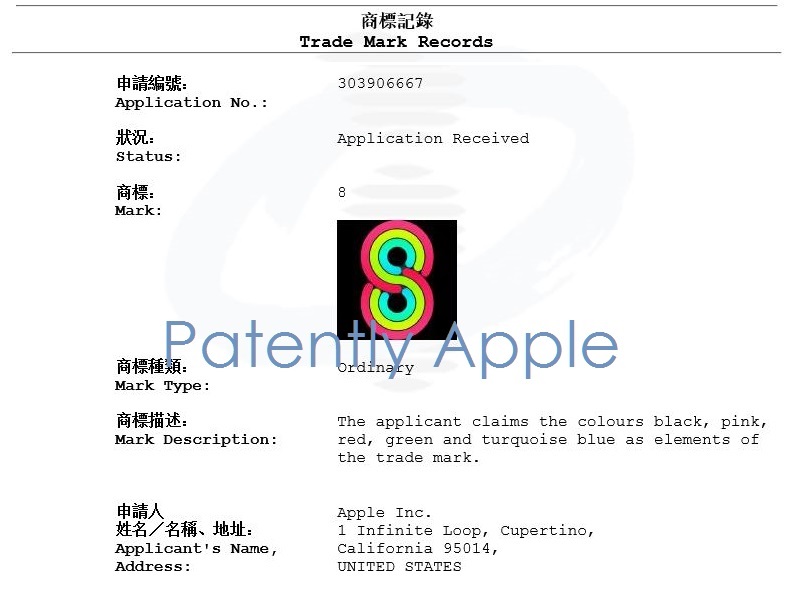 商標記錄
Trade Mark Records
申請編號:
Application No.:
303906667
狀況:
Status:
Application Received
商標:
Mark:
8
Patently Apple
商標種類:
Mark Type:
Ordinary
商標描述:
Mark Description:
The applicant claims the colours black, pink,
red, green and turquoise blue as elements of
the trade mark.
申請人
姓名／名稱、地址:
Applicant's Name,
Address:
Apple Inc.
1 Infinite Loop, Cupertino,
California 95014,
UNITED STATES